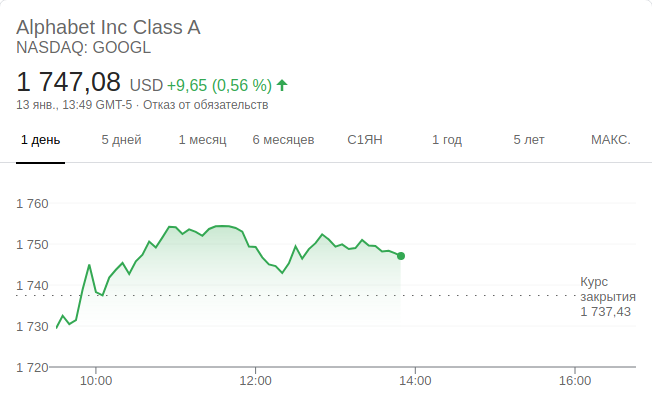 Alphabet Inc Class A
NASDAQ: GOOGL
1 747,08 USD +9,65 (0,56 %)
13 янв., 13:49 GMT-5 · Отказ от обязательств
1 день 5 дней 1 месяц 6 месяцев С1ЯН 1 год 5 лет МАКС.
1 760
1 750
1 740
Курс
закрытия
1 737,43
1 730
1 720
10:00 12:00 14:00 16:00